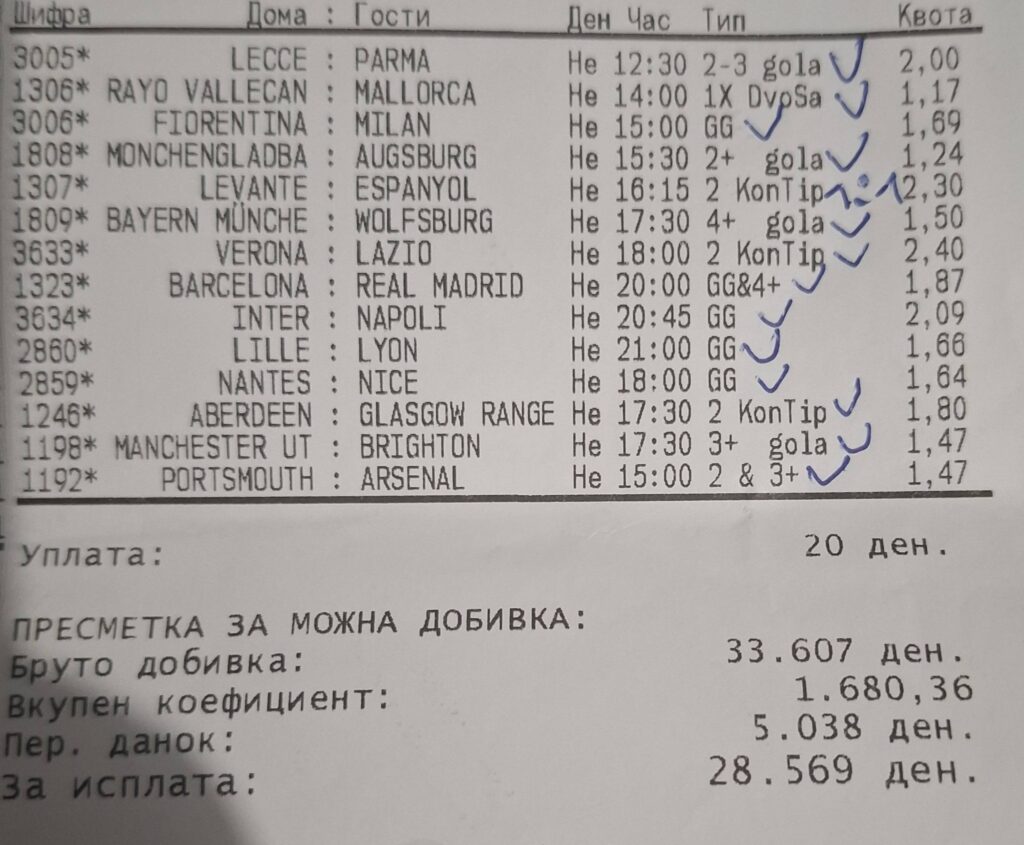 Шифра Дома : Гости Ден Час Тип Квота
3005* LECCE : PARMA Не 12:30 2-3 gola 2,00
1306* RAYO VALLECAN : MALLORCA Не 14:00 1X DvpSa 1,17
3006* FIORENTINA : MILAN Не 15:00 GG 1,69
1808* MONCHENGLADBA : AUGSBURG Не 15:30 2+ gola 1,24
1307* LEVANTE : ESPANYOL Не 16:15 2 KonTip 1:1 2,30
1809* BAYERN MÜNCHE : WOLFSBURG Не 17:30 4+ gola 1,50
3633* VERONA : LAZIO Не 18:00 2 KonTip 2,40
1323* BARCELONA : REAL MADRID Не 20:00 GG&4+ 1,87
3634* INTER : NAPOLI Не 20:45 GG 2,09
2860* LILLE : LYON Не 21:00 GG 1,66
2859* NANTES : NICE Не 18:00 GG 1,64
1246* ABERDEEN : GLASGOW RANGE Не 17:30 2 KonTip 1,80
1198* MANCHESTER UT : BRIGHTON Не 17:30 3+ gola 1,47
1192* PORTSMOUTH : ARSENAL Не 15:00 2 & 3+ 1,47
Уплата: 20 ден.
ПРЕСМЕТКА ЗА МОЖНА ДОБИВКА:
Бруто добивка: 33.607 ден.
Вкупен коефициент: 1.680,36
Пер. данок: 5.038 ден.
За исплата: 28.569 ден.